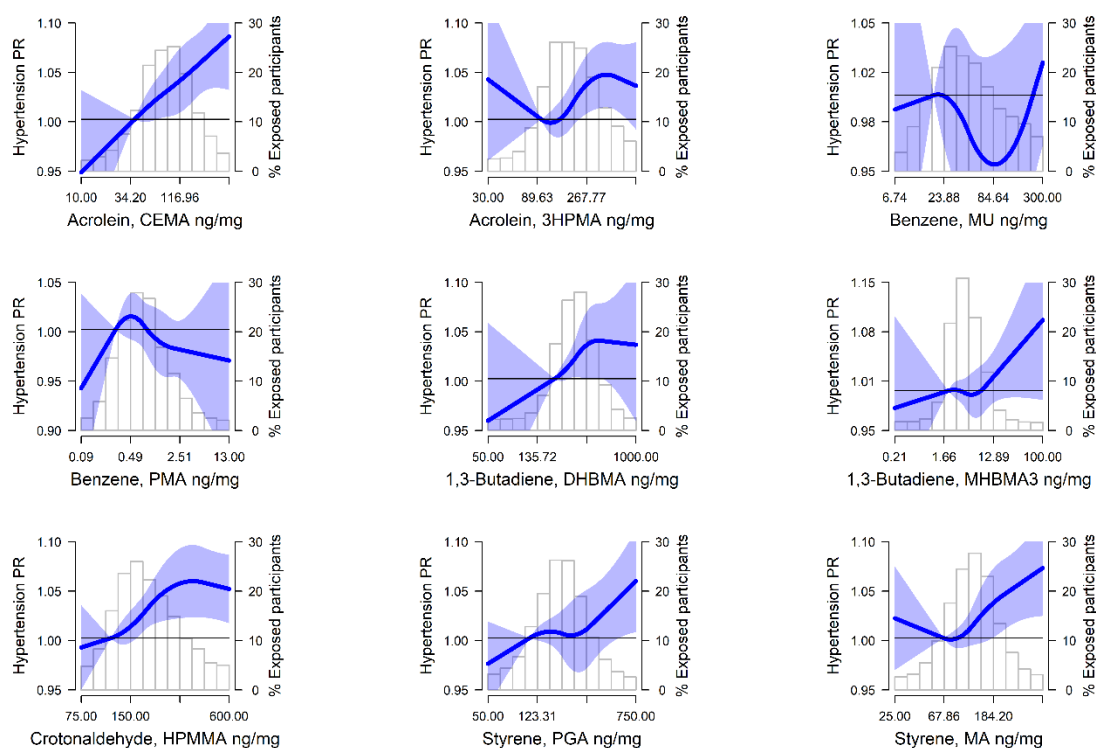 1.10
1.05
1.00
0.95
Hypertension PR
30
20
10
0
% Exposed participants
10.00 34.20 116.96
Acrolein, CEMA ng/mg
1.10
1.05
1.00
0.95
Hypertension PR
30
20
10
0
% Exposed participants
30.00 89.63 267.77
Acrolein, 3HPMA ng/mg
1.05
1.02
0.98
0.95
Hypertension PR
30
20
10
0
% Exposed participants
6.74 23.88 84.64 300.00
Benzene, MU ng/mg
1.05
1.00
0.95
0.90
Hypertension PR
30
20
10
0
% Exposed participants
0.09 0.49 2.51 13.00
Benzene, PMA ng/mg
1.10
1.05
1.00
0.95
Hypertension PR
30
20
10
0
% Exposed participants
50.00 135.72 1000.00
1,3-Butadiene, DHBMA ng/mg
1.15
1.08
1.01
0.95
Hypertension PR
30
20
10
0
% Exposed participants
0.21 1.66 12.89 100.00
1,3-Butadiene, MHBMA3 ng/mg
1.10
1.05
1.00
0.95
Hypertension PR
30
20
10
0
% Exposed participants
75.00 150.00 600.00
Crotonaldehyde, HPMMA ng/mg
1.10
1.05
1.00
0.95
Hypertension PR
30
20
10
0
% Exposed participants
50.00 123.31 750.00
Styrene, PGA ng/mg
1.10
1.05
1.00
0.95
Hypertension PR
30
20
10
0
% Exposed participants
25.00 67.86 184.20
Styrene, MA ng/mg